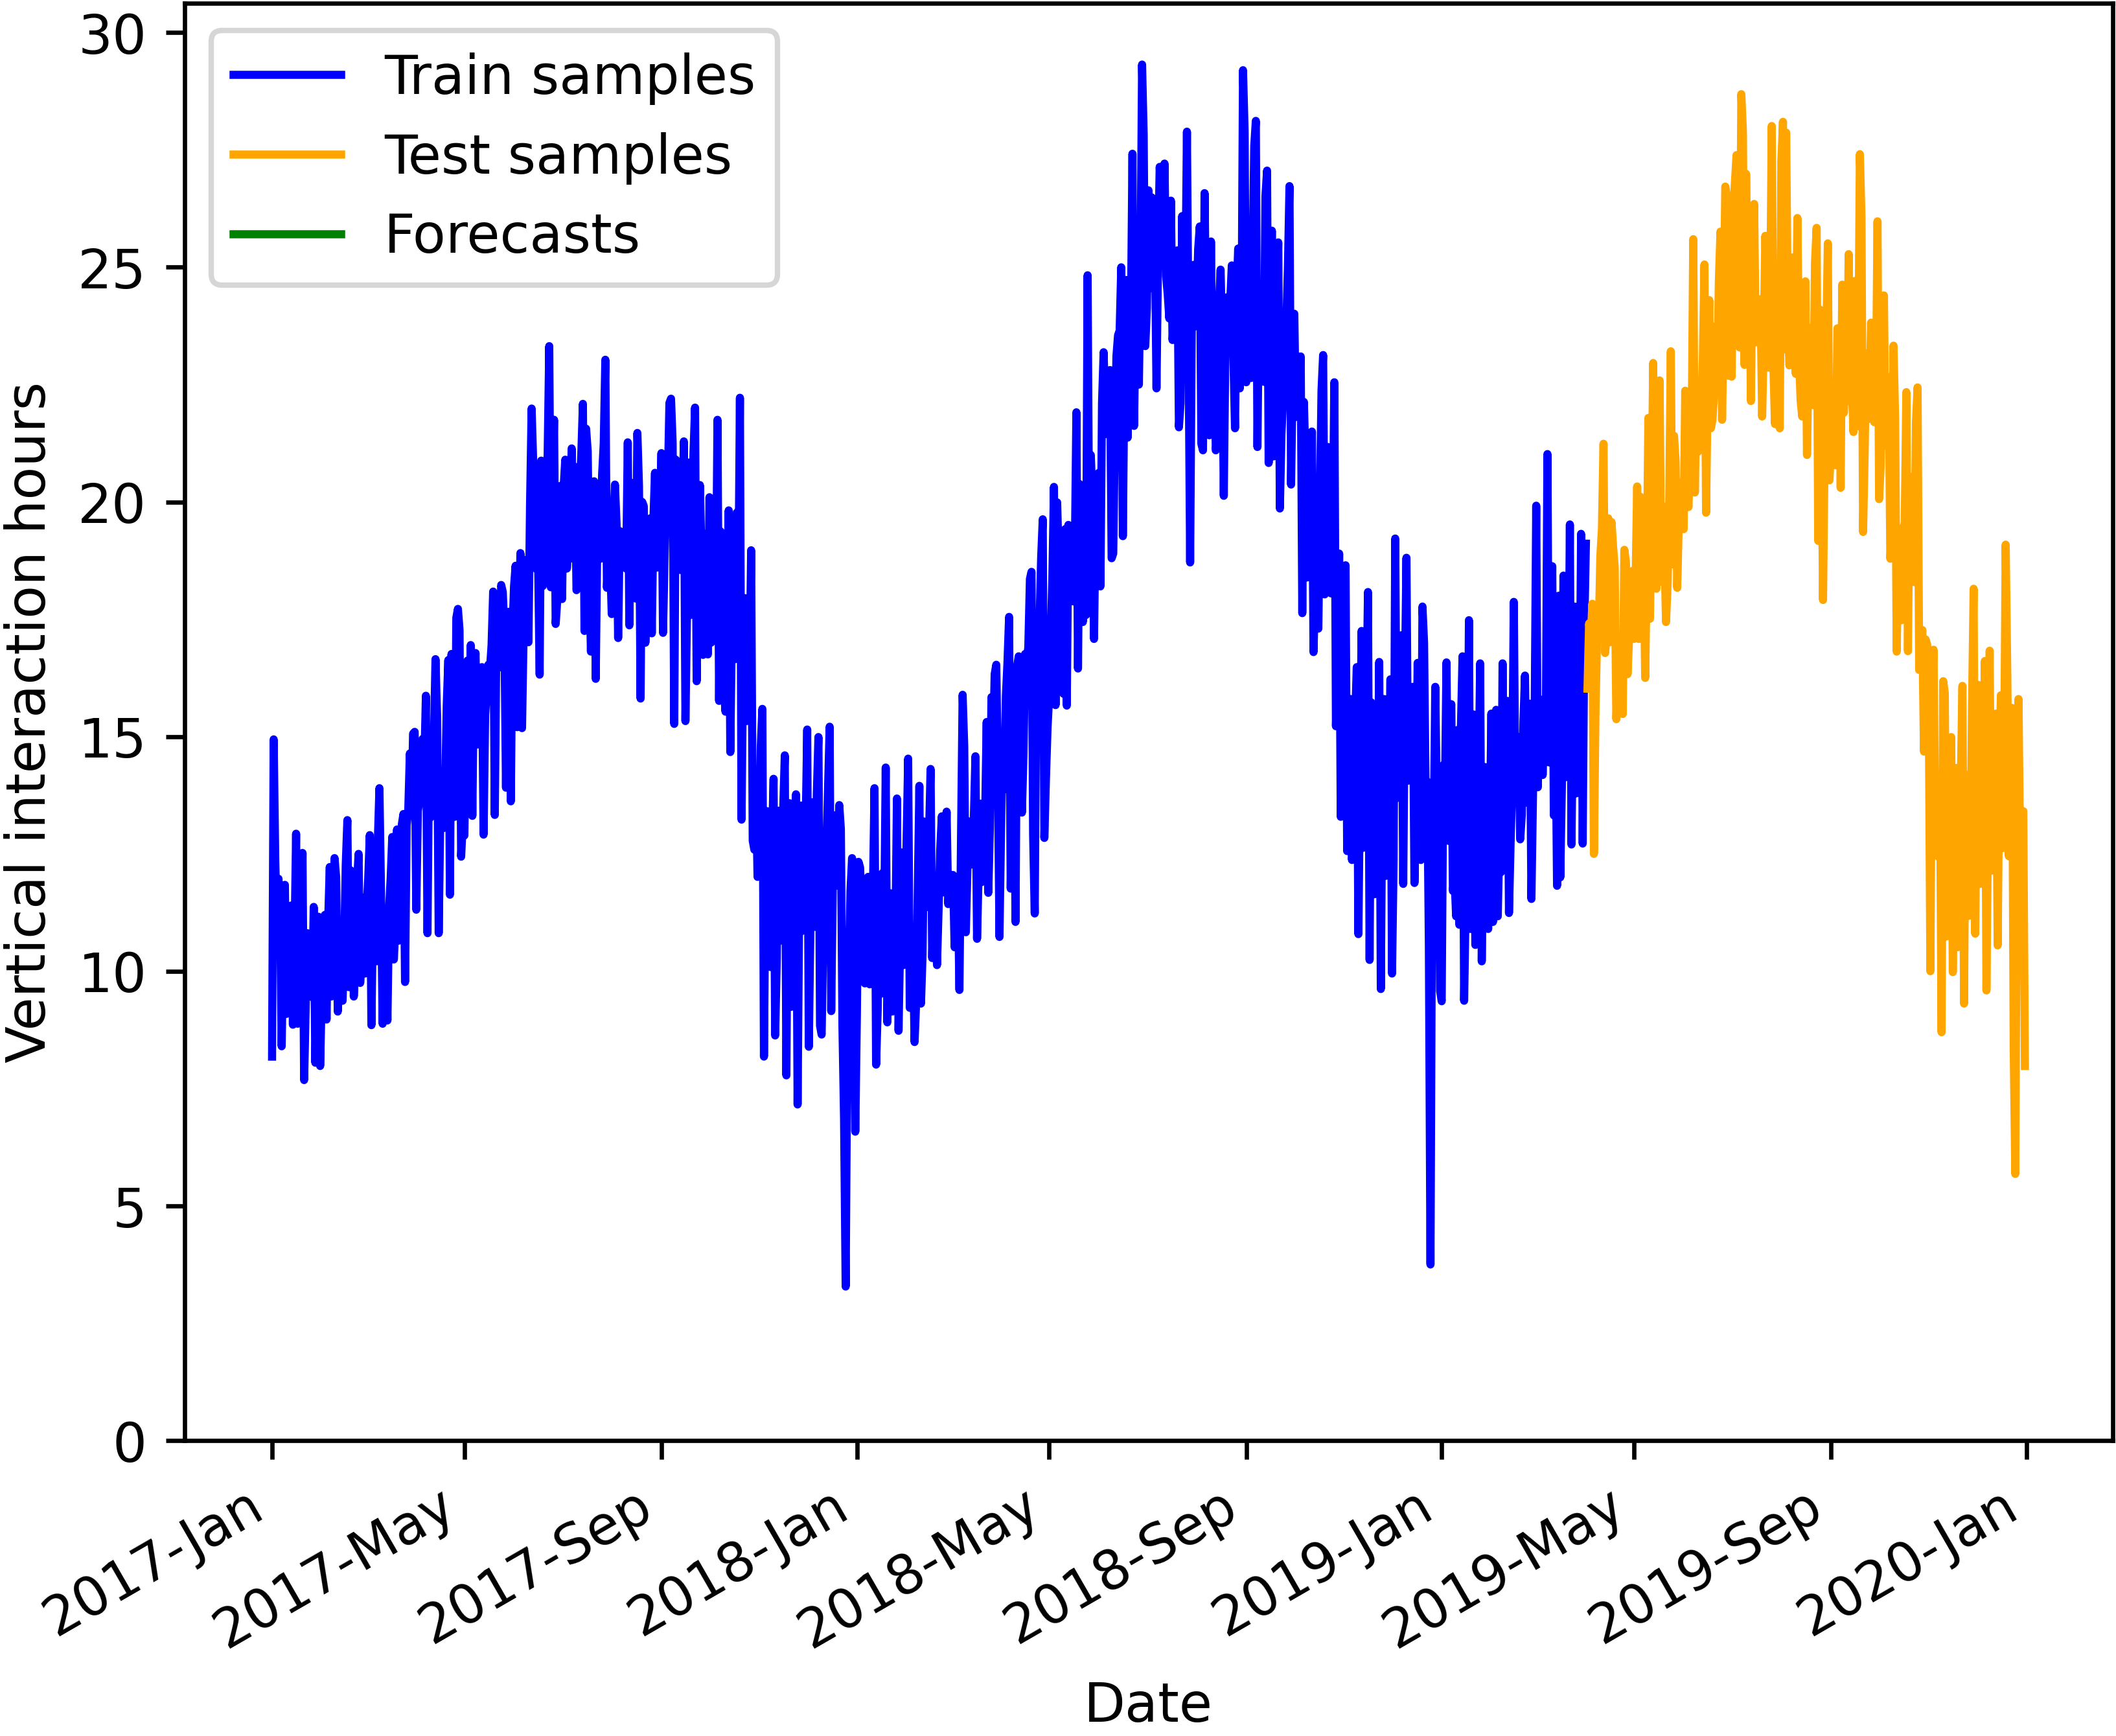 Train samples
Test samples
Forecasts
Vertical interaction hours
30
25
20
15
10
5
0
2017-Jan
2017-May
2017-Sep
2018-Jan
2018-May
2018-Sep
2019-Jan
2019-May
2019-Sep
2020-Jan
Date